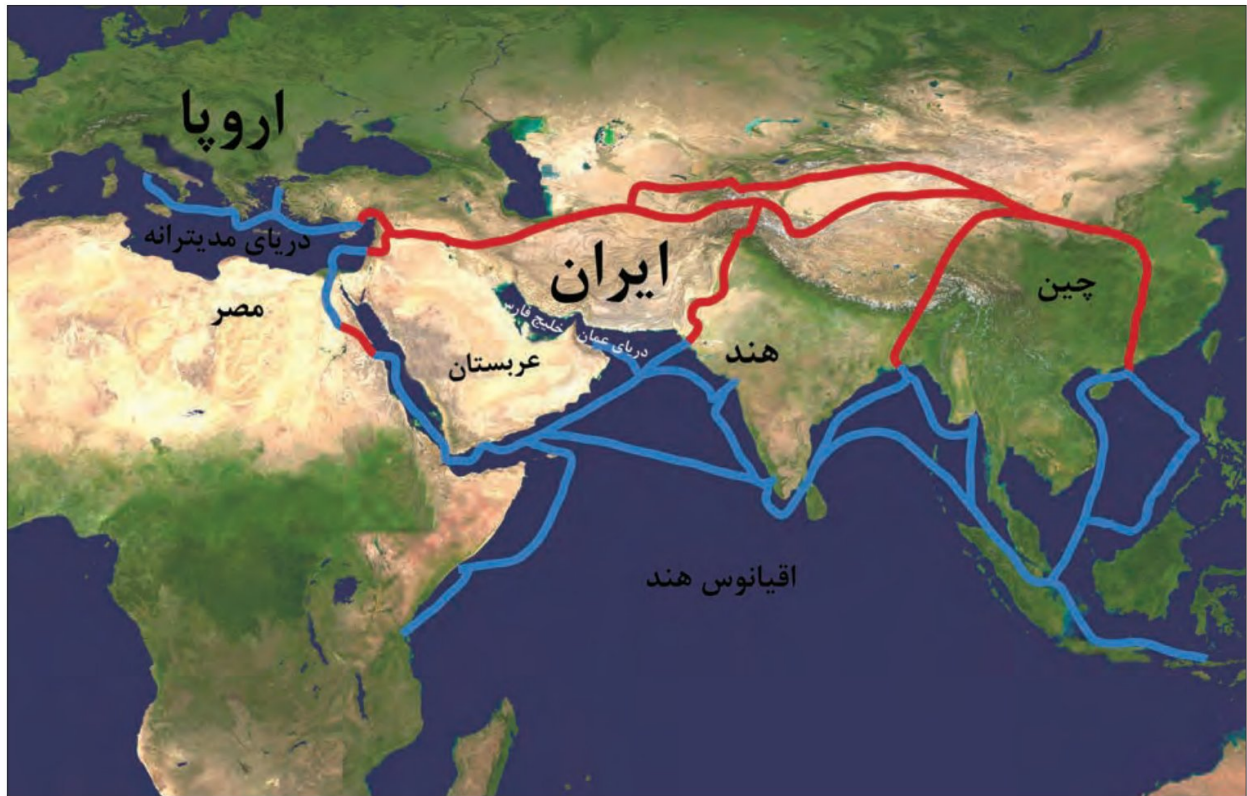 اروپا
دریای مدیترانه
مصر
ایران
چین
خلیج فارس
دریای عمان
هند
عربستان
اقیانوس هند